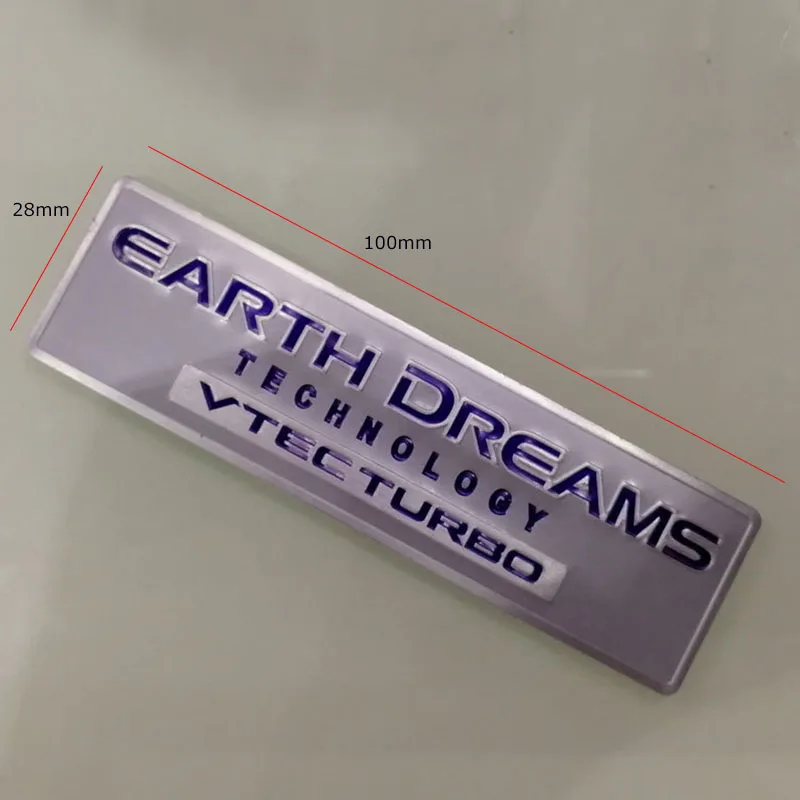 28mm
100mm
EARTH DREAMS
TECHNOLOGY
VTEC TURBO